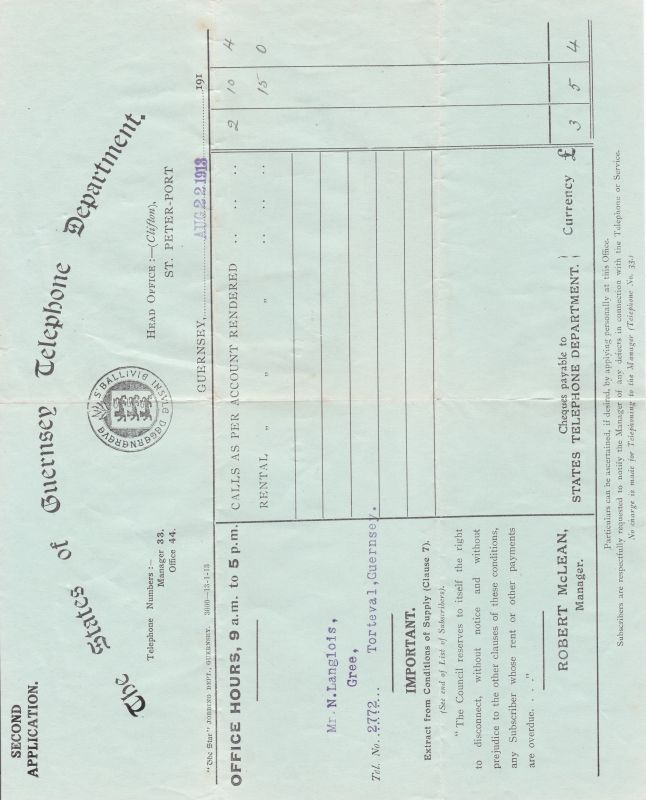 SECOND
APPLICATION.
The States of Guernsey Telephone Department.
Telephone Numbers :—
Manager 33.
Office 44.
S BALLIVIE INSVLE DEGERNEREYE
HEAD OFFICE :—(Clifton),
ST. PETER-PORT
"The Star" JOBBING DEPT., GUERNSEY. 3000—13-1-13
GUERNSEY,..........191
AUG 22 1913
OFFICE HOURS, 9 a.m. to 5 p.m.
CALLS AS PER ACCOUNT RENDERED .. .. 2 10 4
RENTAL " " " .. .. 15 0
Mr. N. Langlois,
Gree,
Tel. No...2772... Torteval, Guernsey.
IMPORTANT.
Extract from Conditions of Supply (Clause 7).
(See end of List of Subscribers).
" The Council reserves to itself the right
to disconnect, without notice and without
prejudice to the other clauses of these conditions,
any Subscriber whose rent or other payments
are overdue. . . ."
ROBERT McLEAN,
Manager.
Cheques payable to
STATES TELEPHONE DEPARTMENT. } Currency £ 3 5 4
Particulars can be ascertained, if desired, by applying personally at this Office.
Subscribers are respectfully requested to notify the Manager of any defects in connection with the Telephone or Service.
No charge is made for Telephoning to the Manager (Telephone No. 33.)